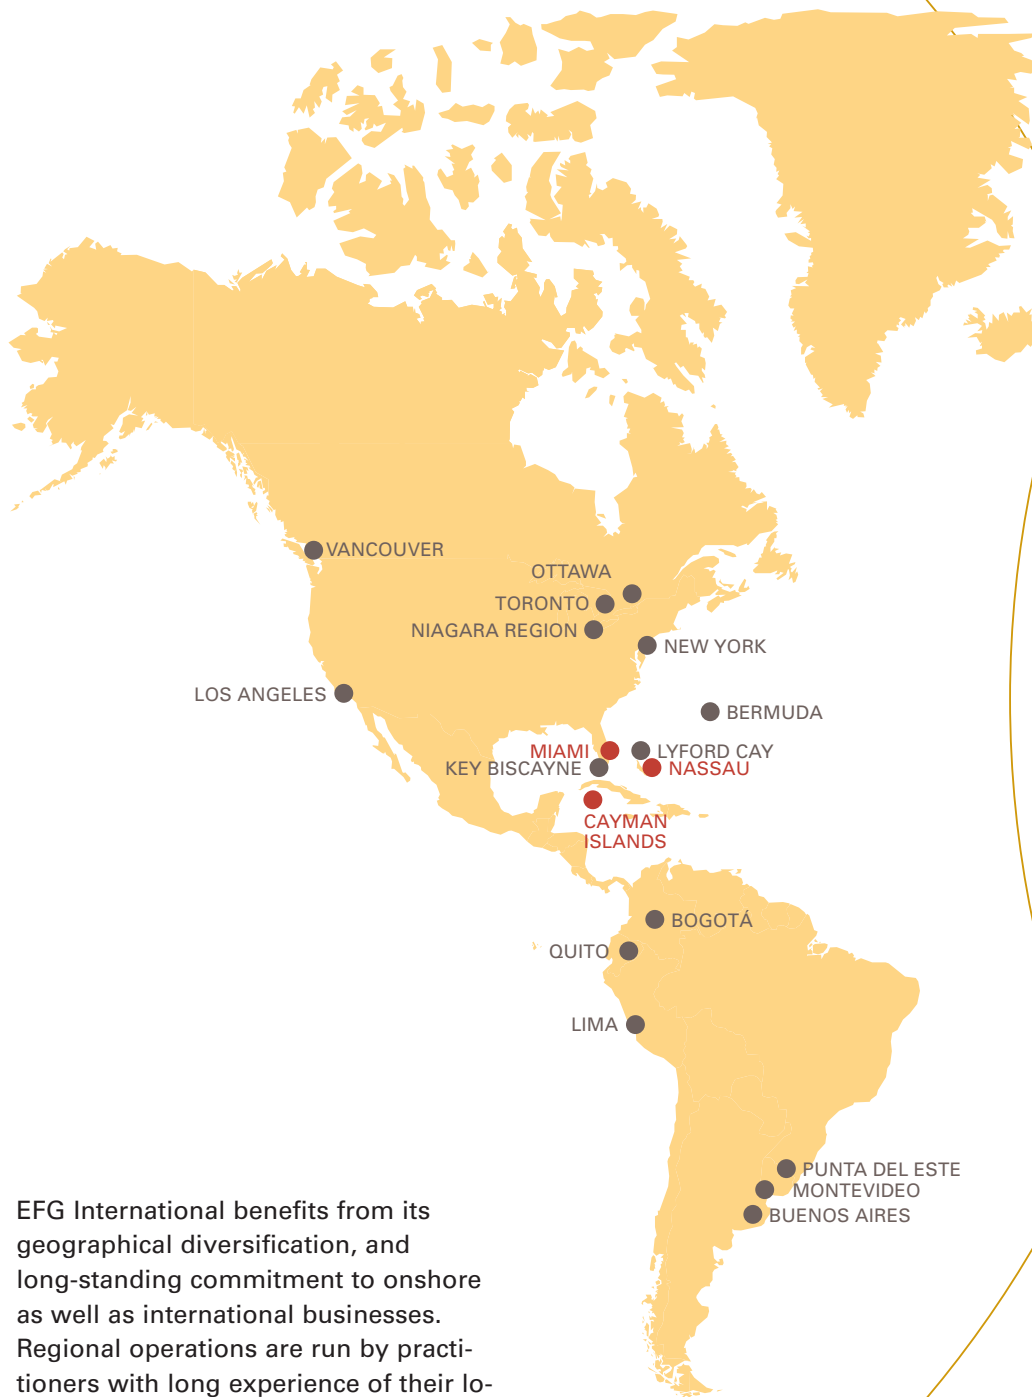 VANCOUVER
OTTAWA
TORONTO
NIAGARA REGION
NEW YORK
LOS ANGELES
BERMUDA
MIAMI
LYFORD CAY
KEY BISCAYNE
NASSAU
CAYMAN
ISLANDS
BOGOTÁ
QUITO
LIMA
PUNTA DEL ESTE
MONTEVIDEO
BUENOS AIRES
EFG International benefits from its
geographical diversification, and
long-standing commitment to onshore
as well as international businesses.
Regional operations are run by practi-
tioners with long experience of their lo-